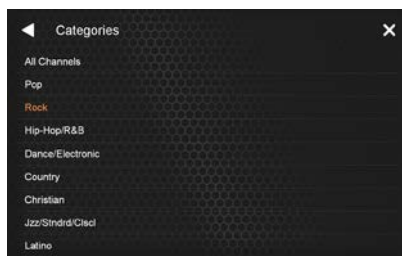 Categories
All Channels
Pop
Rock
Hip-Hop/R&B
Dance/Electronic
Country
Christian
Jzz/Stndrd/Clscl
Latino